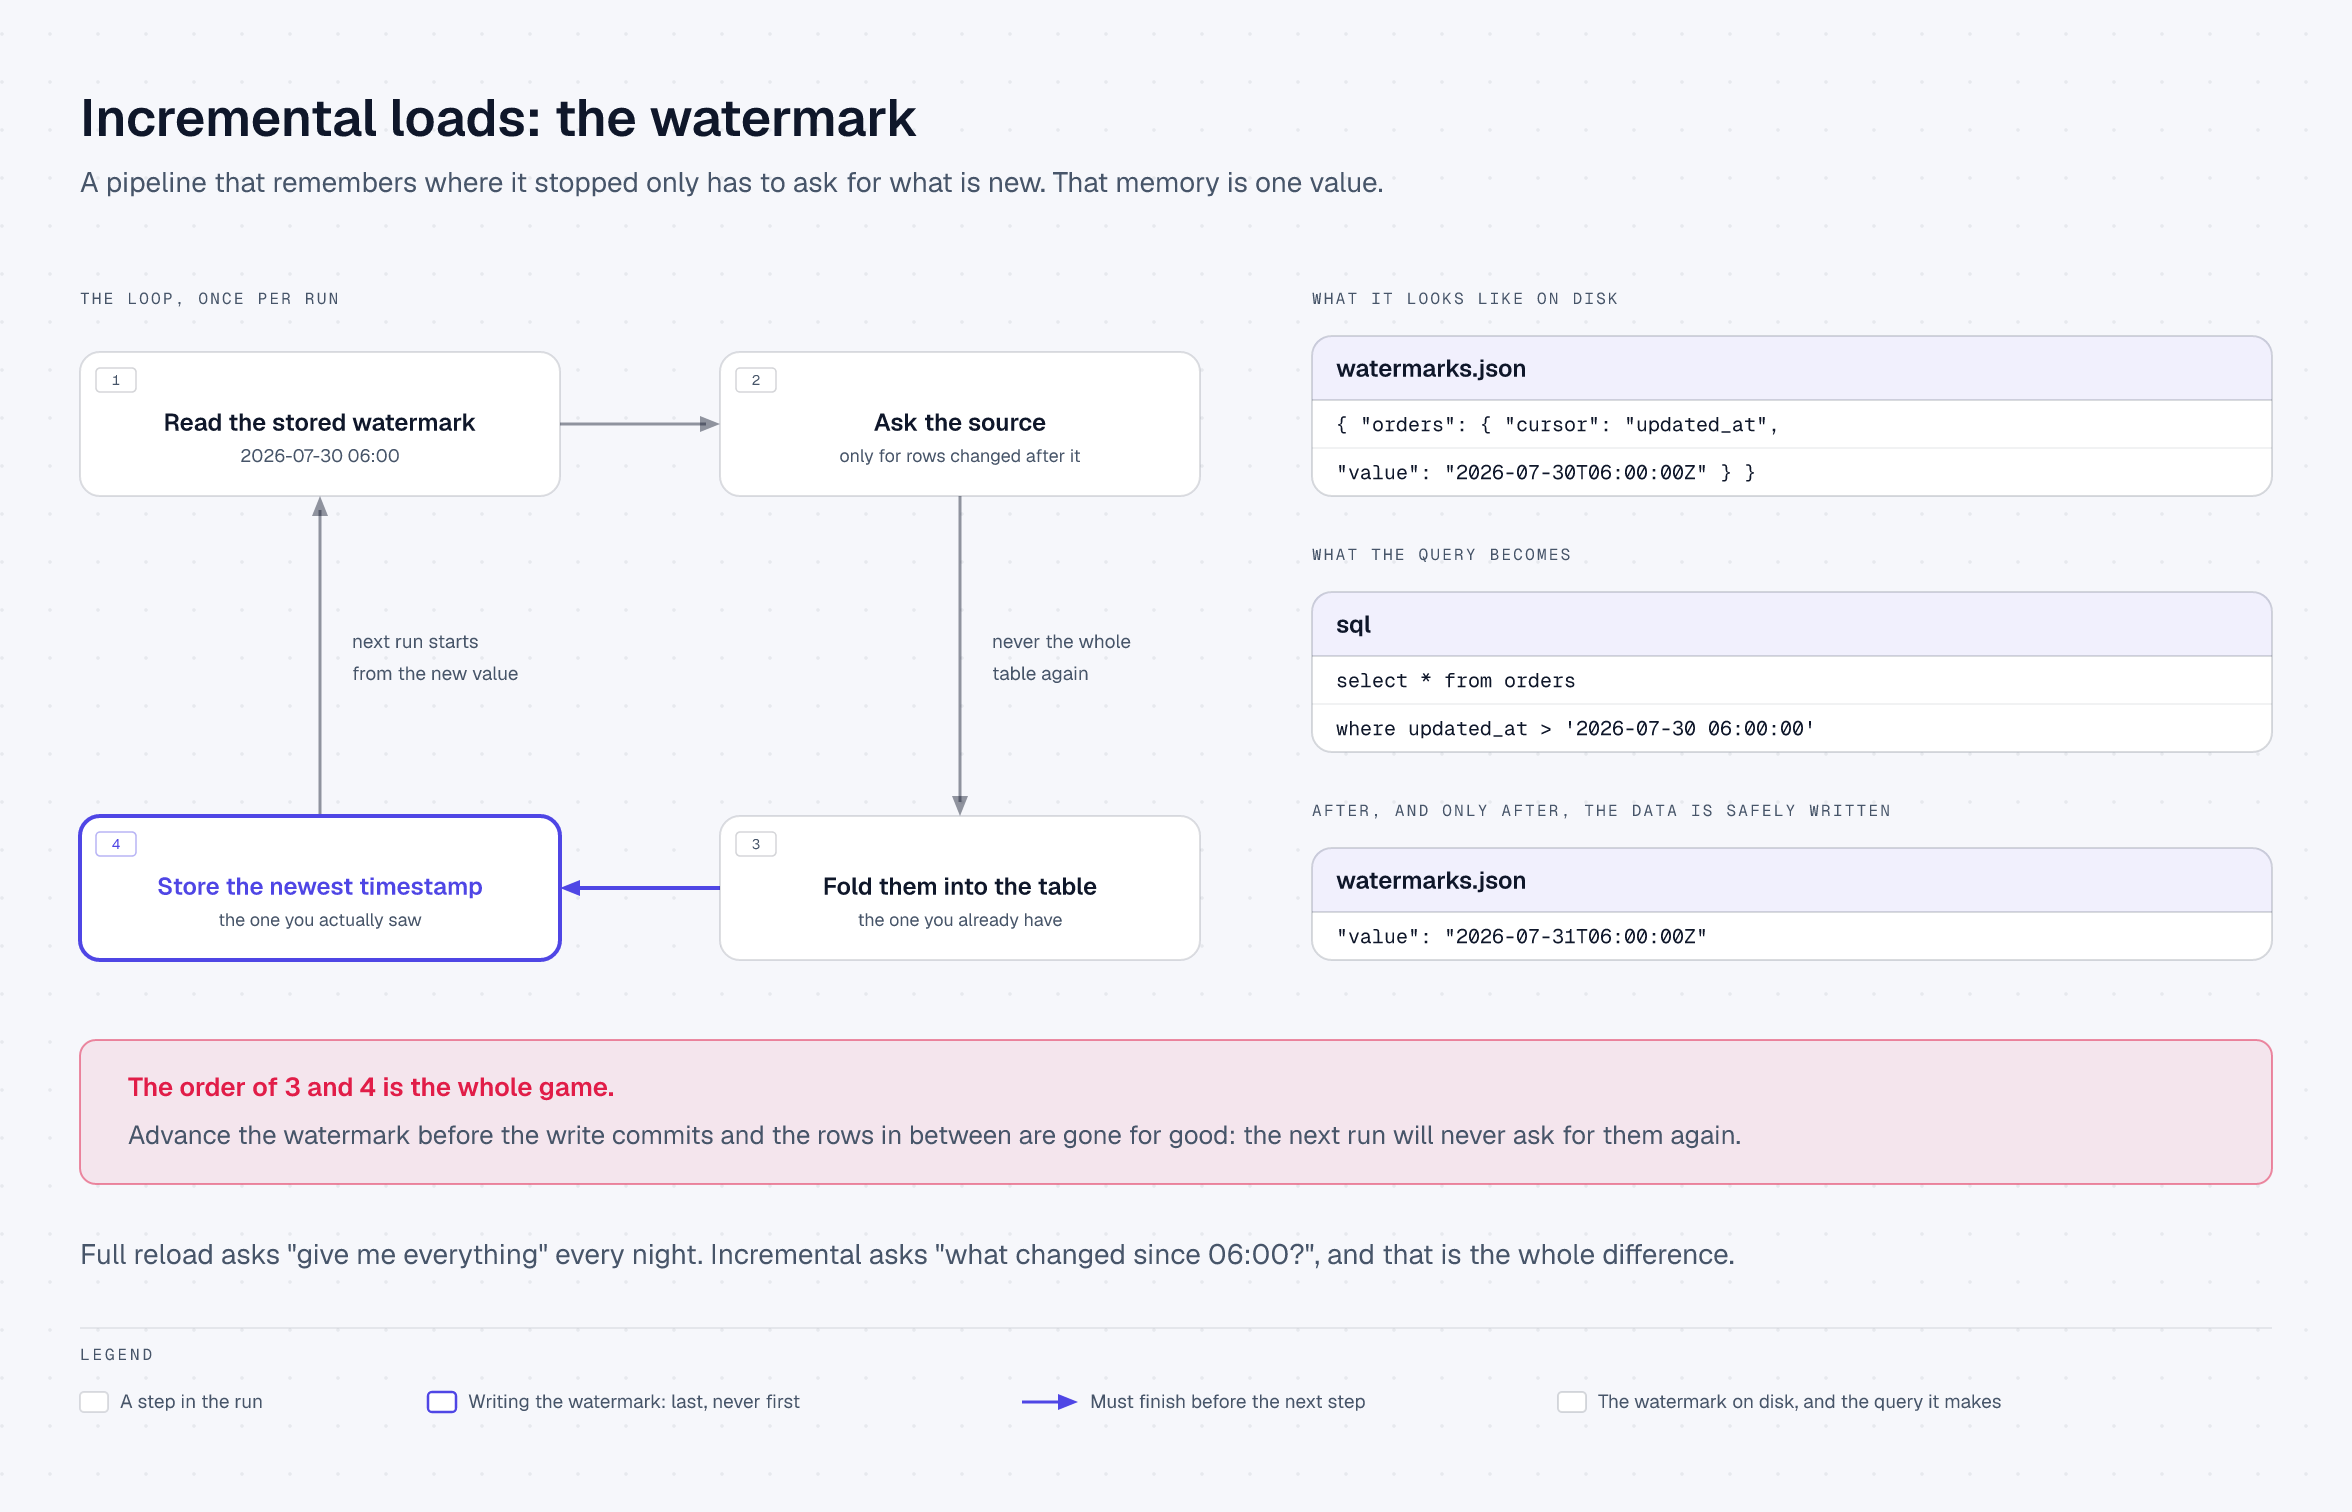 Incremental loads: the watermark
A pipeline that remembers where it stopped only has to ask for what is new. That memory is one value.
THE LOOP, ONCE PER RUN
1
Read the stored watermark
2026-07-30 06:00
2
Ask the source
only for rows changed after it
next run starts
from the new value
never the whole
table again
4
Store the newest timestamp
the one you actually saw
3
Fold them into the table
the one you already have
WHAT IT LOOKS LIKE ON DISK
watermarks.json
{ "orders": { "cursor": "updated_at",
"value": "2026-07-30T06:00:00Z" } }
WHAT THE QUERY BECOMES
sql
select * from orders
where updated_at > '2026-07-30 06:00:00'
AFTER, AND ONLY AFTER, THE DATA IS SAFELY WRITTEN
watermarks.json
"value": "2026-07-31T06:00:00Z"
The order of 3 and 4 is the whole game.
Advance the watermark before the write commits and the rows in between are gone for good: the next run will never ask for them again.
Full reload asks "give me everything" every night. Incremental asks "what changed since 06:00?", and that is the whole difference.
LEGEND
A step in the run
Writing the watermark: last, never first
Must finish before the next step
The watermark on disk, and the query it makes